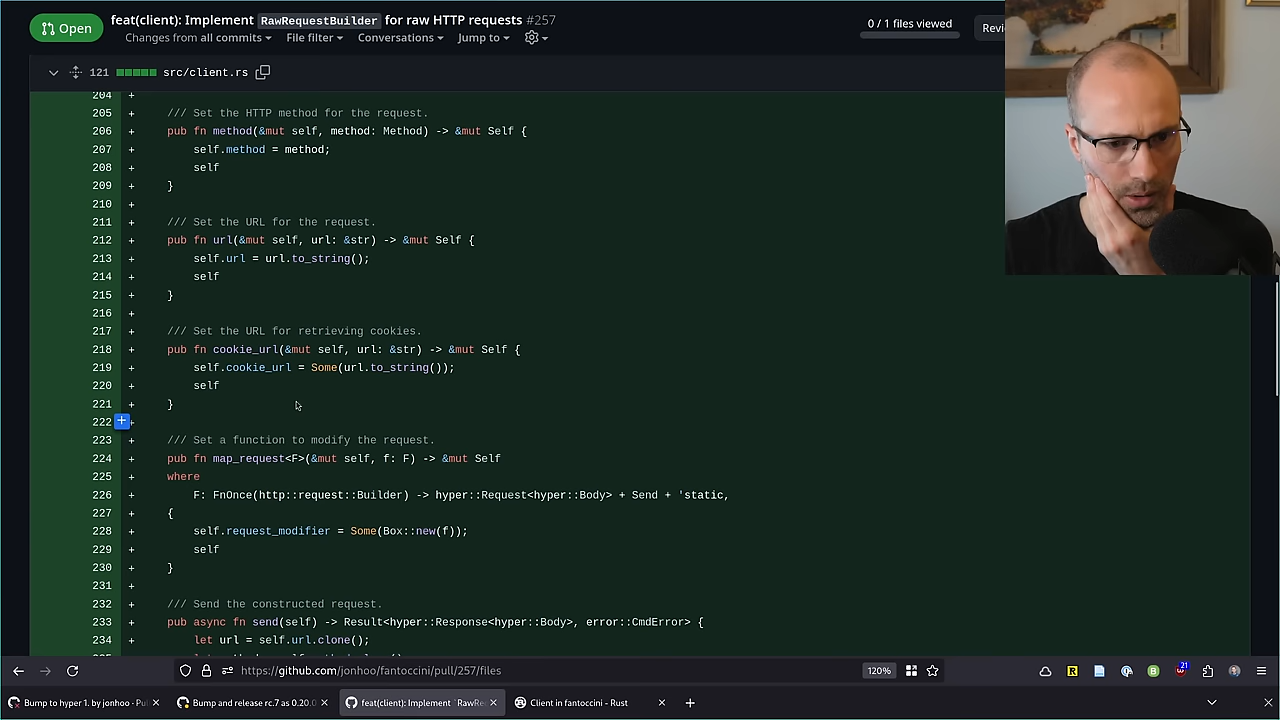 Open
feat(client): Implement RawRequestBuilder for raw HTTP requests #257
Changes from all commits File filter Conversations Jump to
0 / 1 files viewed
121 src/client.rs
204 +
205 + /// Set the HTTP method for the request.
206 + pub fn method(&mut self, method: Method) -> &mut Self {
207 + self.method = method;
208 + self
209 + }
210 +
211 + /// Set the URL for the request.
212 + pub fn url(&mut self, url: &str) -> &mut Self {
213 + self.url = url.to_string();
214 + self
215 + }
216 +
217 + /// Set the URL for retrieving cookies.
218 + pub fn cookie_url(&mut self, url: &str) -> &mut Self {
219 + self.cookie_url = Some(url.to_string());
220 + self
221 + }
222 +
223 + /// Set a function to modify the request.
224 + pub fn map_request<F>(&mut self, f: F) -> &mut Self
225 + where
226 + F: FnOnce(http::request::Builder) -> hyper::Request<hyper::Body> + Send + 'static,
227 + {
228 + self.request_modifier = Some(Box::new(f));
229 + self
230 + }
231 +
232 + /// Send the constructed request.
233 + pub async fn send(self) -> Result<hyper::Response<hyper::Body>, error::CmdError> {
234 + let url = self.url.clone();
https://github.com/jonhoo/fantoccini/pull/257/files 120% 21
Bump to hyper 1. by jonhoo · Pu
Bump and release rc.7 as 0.20.0
feat(client): Implement `RawRe
Client in fantoccini - Rust